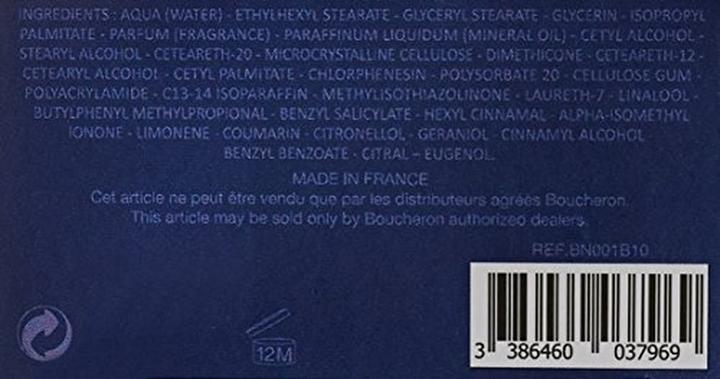 INGREDIENTS : AQUA (WATER) - ETHYLHEXYL STEARATE - GLYCERYL STEARATE - GLYCERIN - ISOPROPYL
PALMITATE - PARFUM (FRAGRANCE) - PARAFFINUM LIQUIDUM (MINERAL OIL) - CETYL ALCOHOL -
STEARYL ALCOHOL - CETEARETH-20 - MICROCRYSTALLINE CELLULOSE - DIMETHICONE - CETEARETH-12 -
CETEARYL ALCOHOL - CETYL PALMITATE - CHLORPHENESIN - POLYSORBATE 20 - CELLULOSE GUM -
POLYACRYLAMIDE - C13-14 ISOPARAFFIN - METHYLISOTHIAZOLINONE - LAURETH-7 - LINALOOL -
BUTYLPHENYL METHYLPROPIONAL - BENZYL SALICYLATE - HEXYL CINNAMAL - ALPHA-ISOMETHYL
IONONE - LIMONENE - COUMARIN - CITRONELLOL - GERANIOL - CINNAMYL ALCOHOL
BENZYL BENZOATE - CITRAL – EUGENOL.
MADE IN FRANCE
Cet article ne peut être vendu que par les distributeurs agréés Boucheron.
This article may be sold only by Boucheron authorized dealers.
REF.BN001B10
12M
3 386460 037969